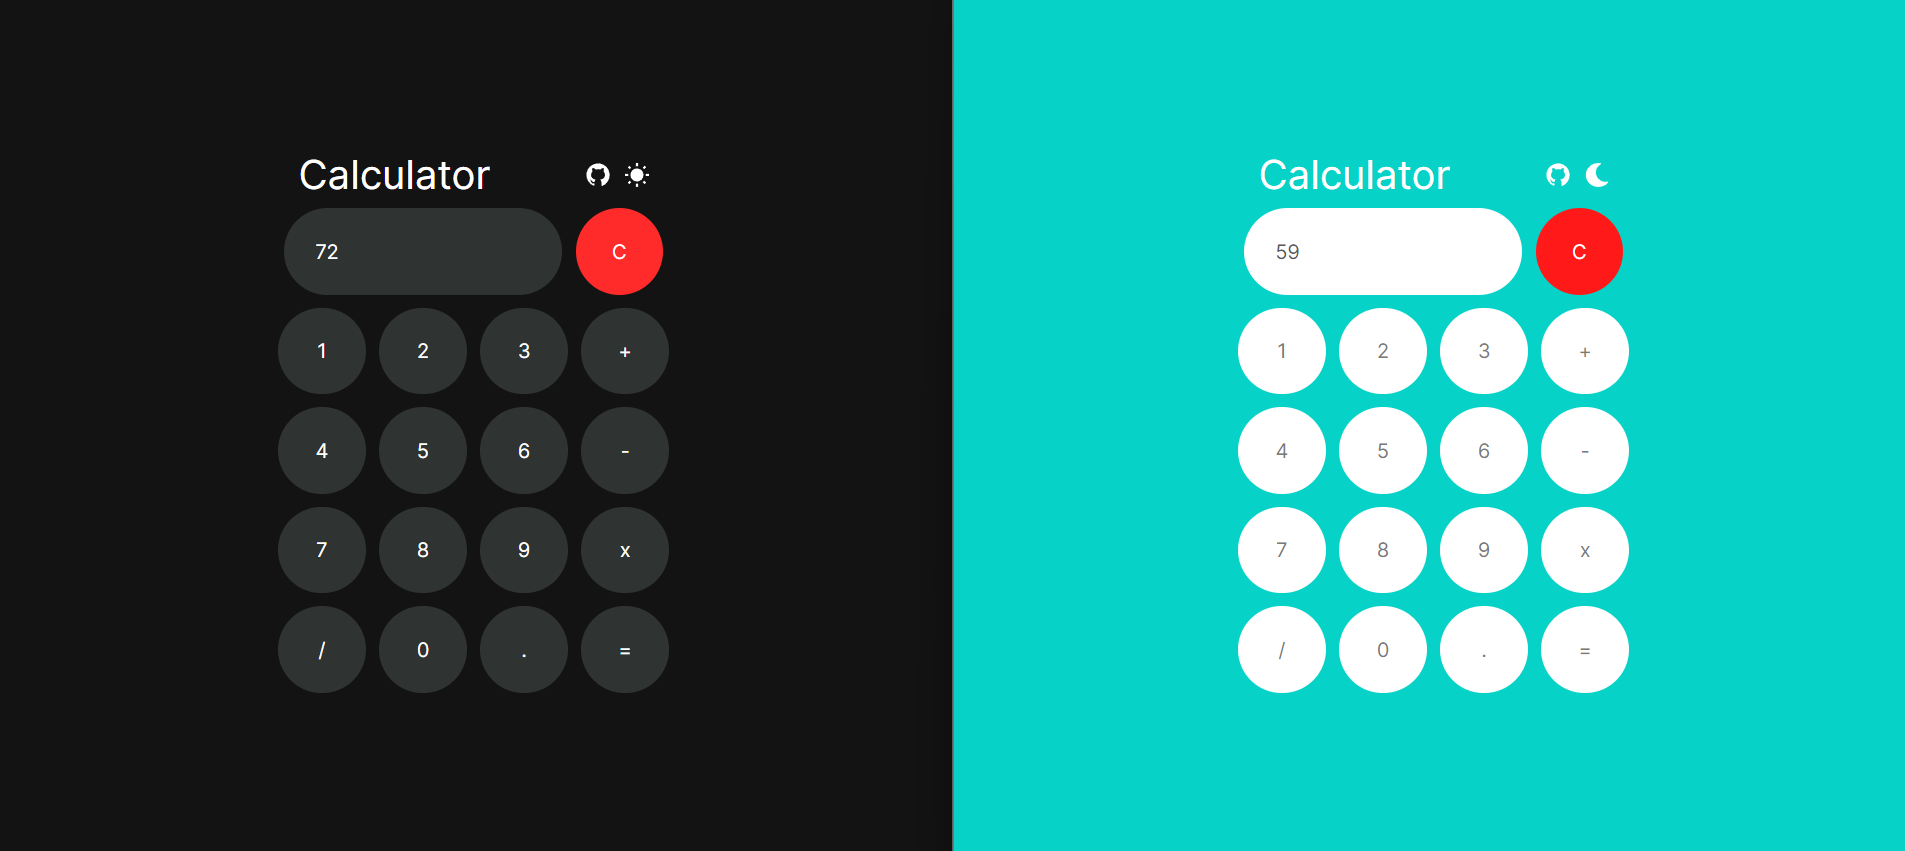 Calculator
72 C
1 2 3 +
4 5 6 -
7 8 9 x
/ 0 . =
Calculator
59 C
1 2 3 +
4 5 6 -
7 8 9 x
/ 0 . =